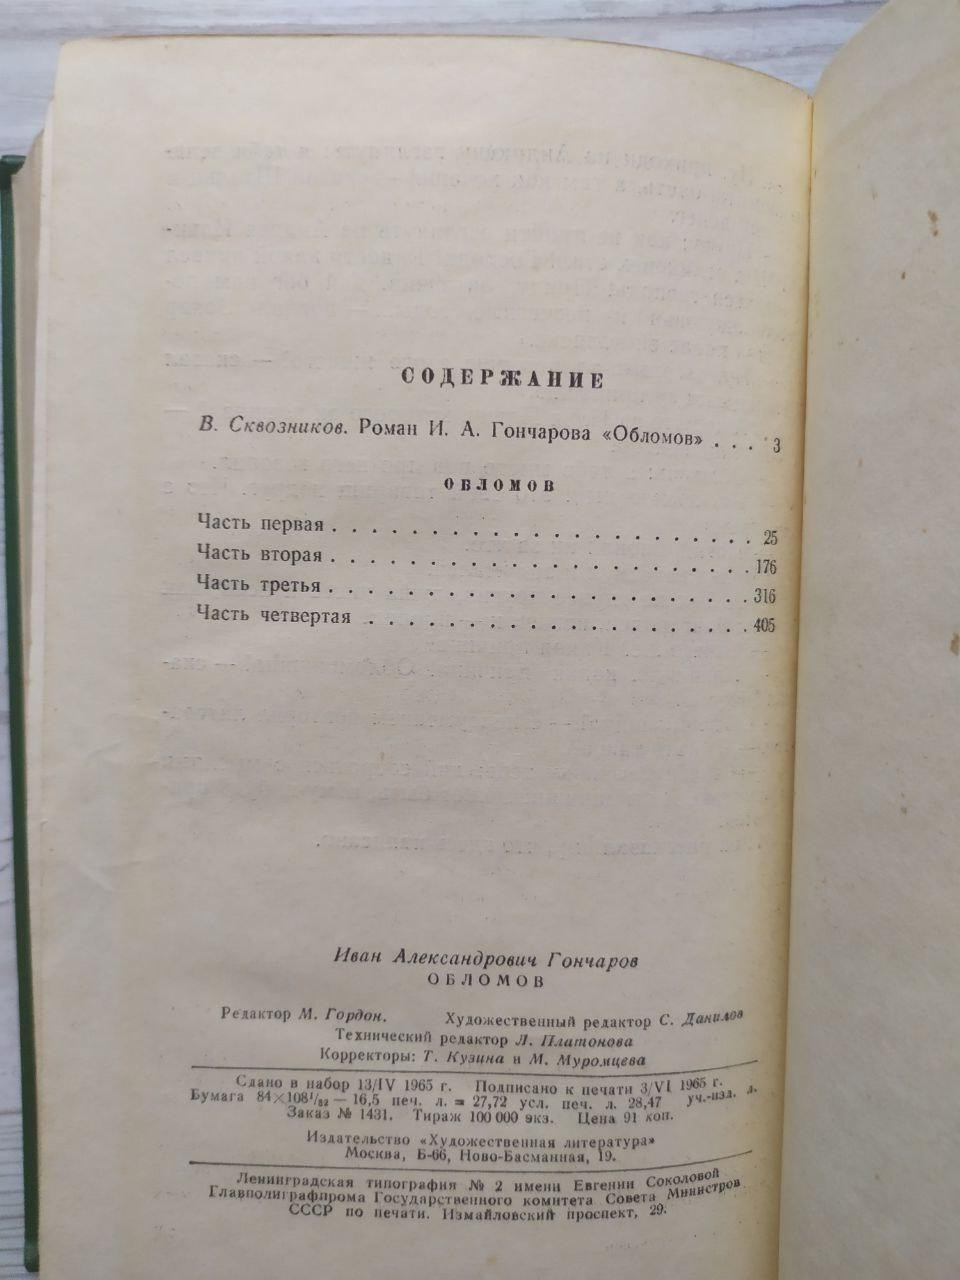 СОДЕРЖАНИЕ
В. Сквозников. Роман И. А. Гончарова «Обломов» . . . 3
ОБЛОМОВ
Часть первая . . . . . . . . . . . . . . . . . . . . . . 25
Часть вторая . . . . . . . . . . . . . . . . . . . . . 176
Часть третья . . . . . . . . . . . . . . . . . . . . . 316
Часть четвертая . . . . . . . . . . . . . . . . . . . 405
Иван Александрович Гончаров
ОБЛОМОВ
Редактор М. Гордон. Художественный редактор С. Данилов
Технический редактор Л. Платонова
Корректоры: Т. Кузина и М. Муромцева
Сдано в набор 13/IV 1965 г. Подписано к печати 3/VI 1965 г.
Бумага 84×108¹/₃₂ — 16,5 печ. л. = 27,72 усл. печ. л. 28,47 уч.-изд. л.
Заказ № 1431. Тираж 100 000 экз. Цена 91 коп.
Издательство «Художественная литература»
Москва, Б-66, Ново-Басманная, 19.
Ленинградская типография № 2 имени Евгении Соколовой
Главполиграфпрома Государственного комитета Совета Министров
СССР по печати. Измайловский проспект, 29.